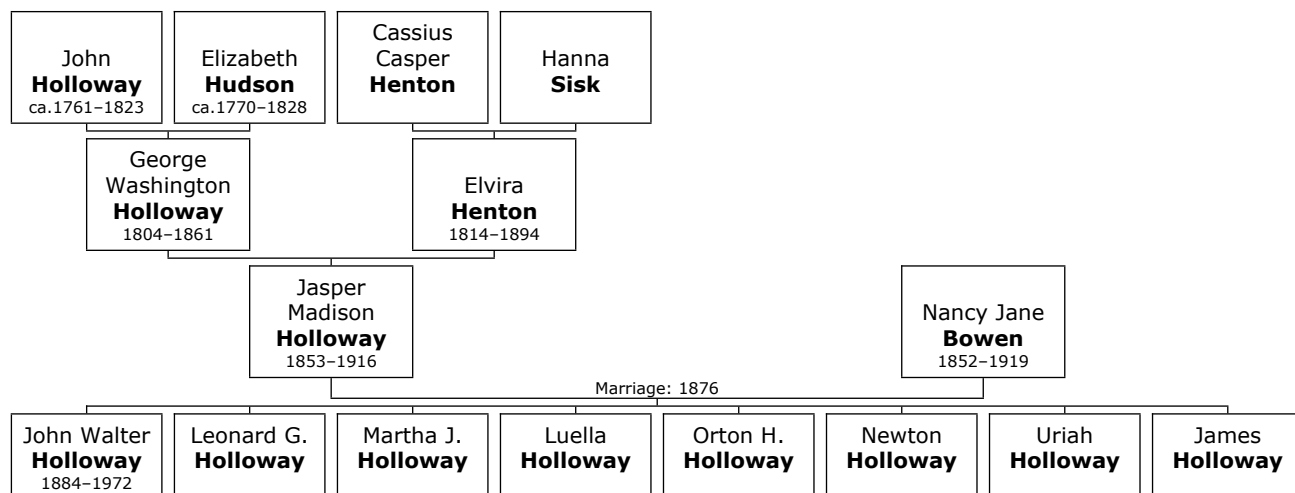 John
Holloway
ca.1761–1823
Elizabeth
Hudson
ca.1770–1828
Cassius
Casper
Henton
Hanna
Sisk
George
Washington
Holloway
1804–1861
Elvira
Henton
1814–1894
Jasper
Madison
Holloway
1853–1916
Nancy Jane
Bowen
1852–1919
Marriage: 1876
John Walter
Holloway
1884–1972
Leonard G.
Holloway
Martha J.
Holloway
Luella
Holloway
Orton H.
Holloway
Newton
Holloway
Uriah
Holloway
James
Holloway